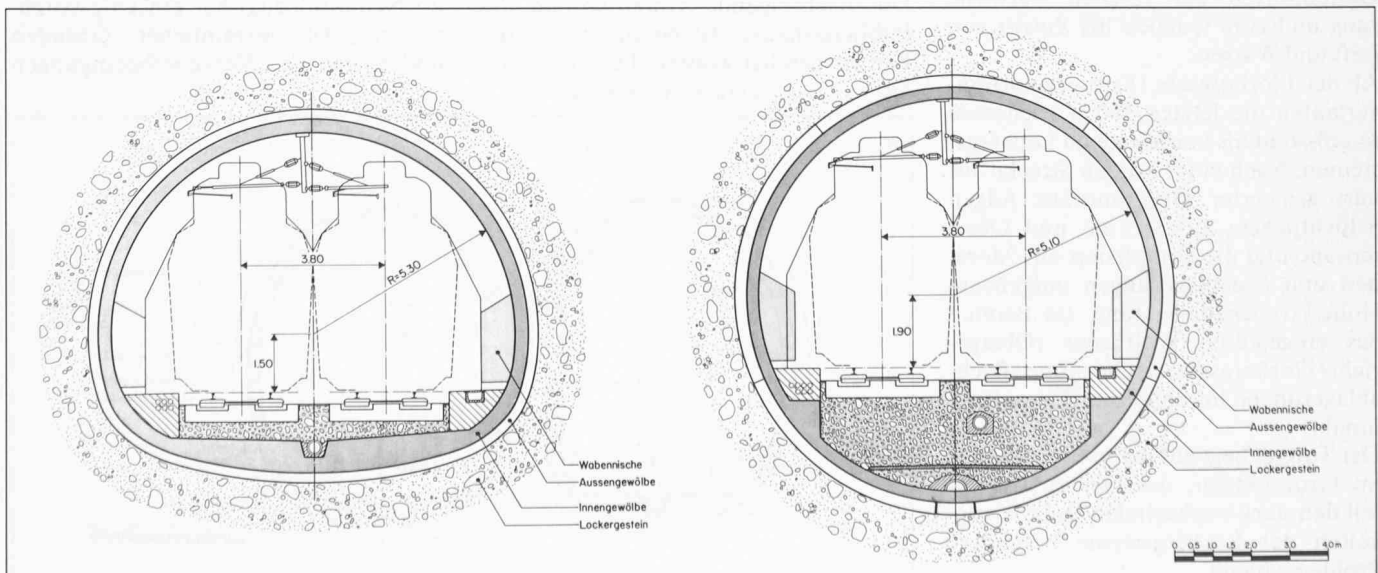 3.80
R=5.30
1.50
Wabennische
Aussengewölbe
Innengewölbe
Lockergestein
3.80
R=5.10
1.90
Wabennische
Aussengewölbe
Innengewölbe
Lockergestein
0 0.5 1.0 1.5 2.0 3.0 4.0m